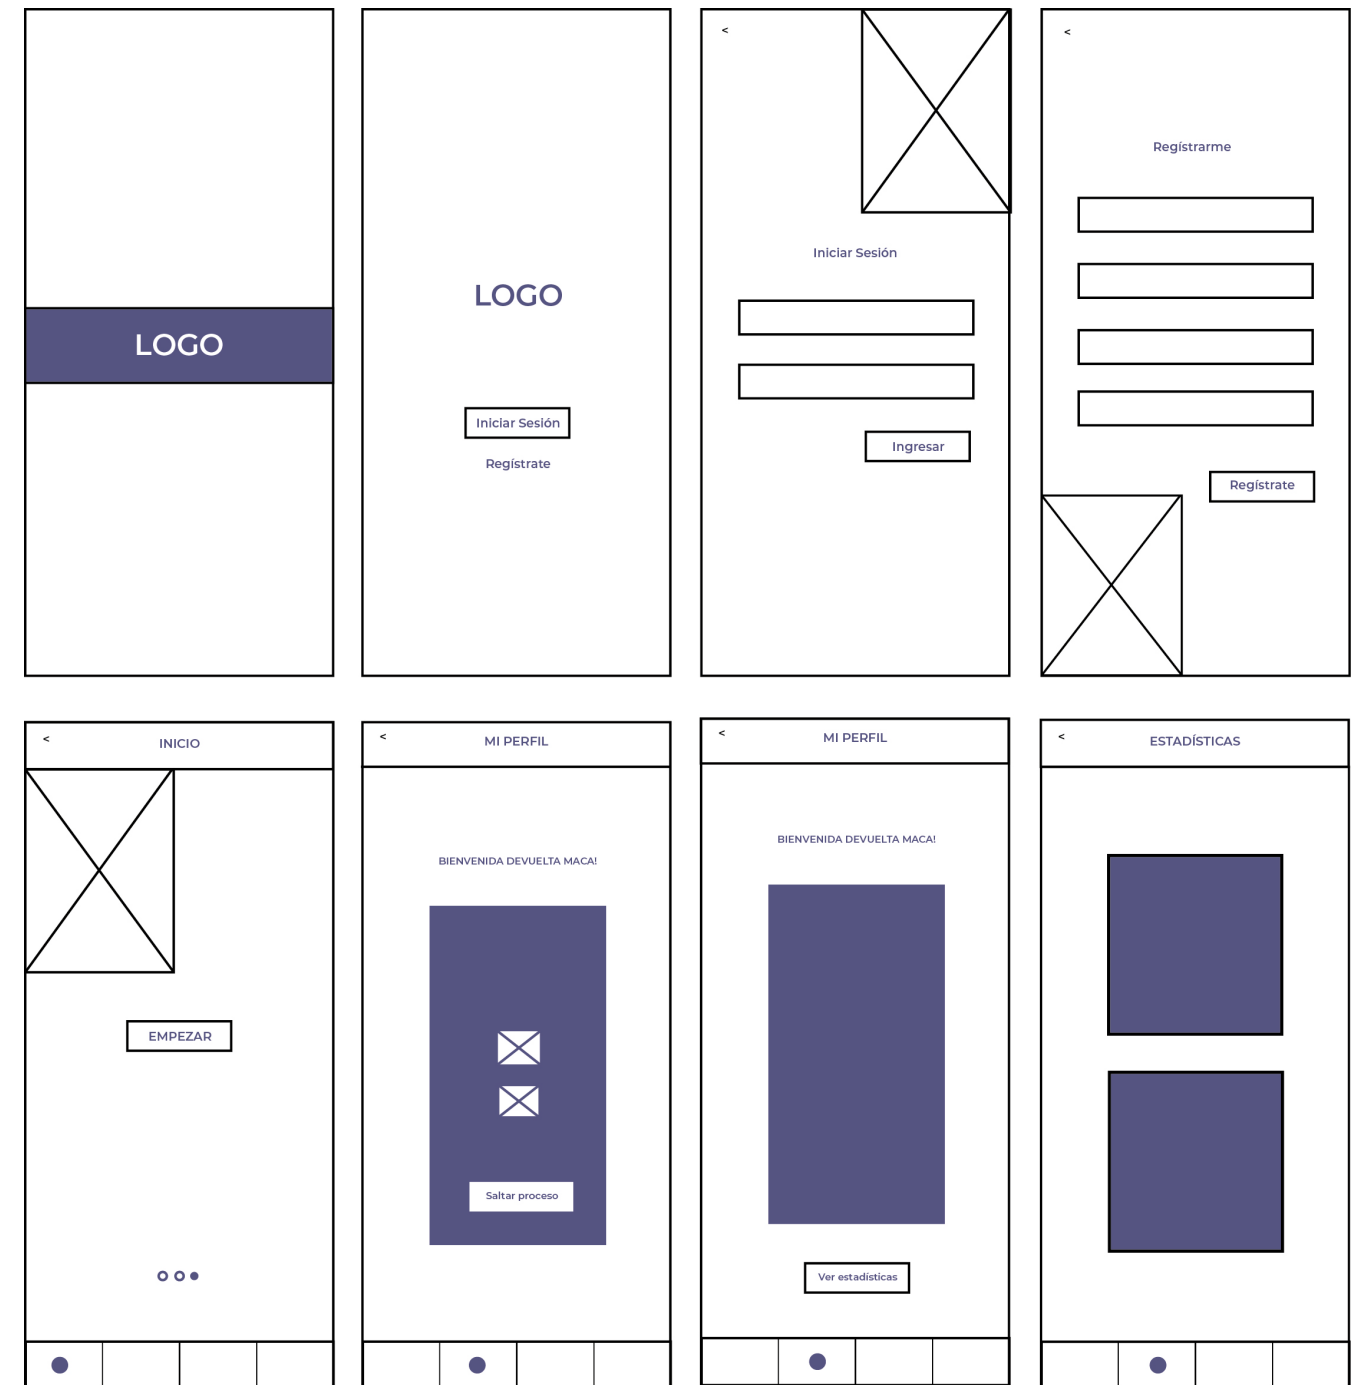 LOGO
LOGO
Iniciar Sesión
Regístrate
<
Iniciar Sesión
Ingresar
<
Regístrarme
Regístrate
<
INICIO
EMPEZAR
<
MI PERFIL
BIENVENIDA DEVUELTA MACA!
Saltar proceso
<
MI PERFIL
BIENVENIDA DEVUELTA MACA!
Ver estadísticas
<
ESTADÍSTICAS